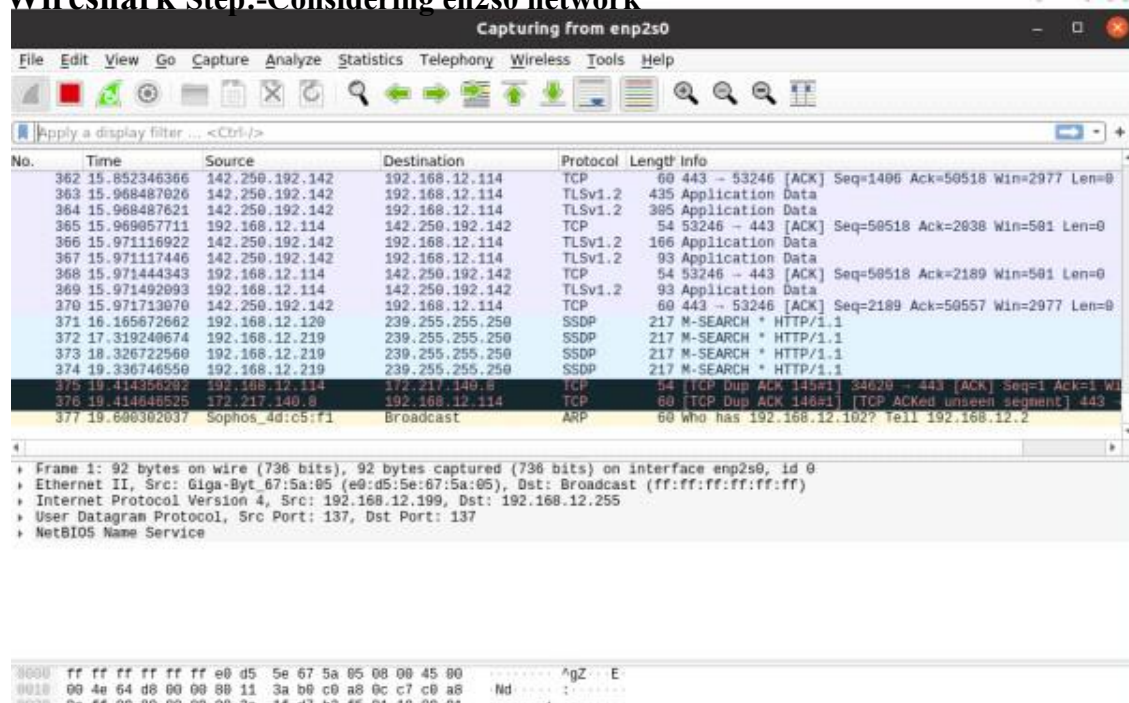 Wireshark Step:-Considering en2s0 network
Capturing from enp2s0
File Edit View Go Capture Analyze Statistics Telephony Wireless Tools Help
Apply a display filter ... <Ctrl-/>
No. Time Source Destination Protocol Length Info
362 15.852346366 142.250.192.142 192.168.12.114 TCP 60 443 → 53246 [ACK] Seq=1406 Ack=50518 Win=2977 Len=0
363 15.968487026 142.250.192.142 192.168.12.114 TLSv1.2 435 Application Data
364 15.968487621 142.250.192.142 192.168.12.114 TLSv1.2 305 Application Data
365 15.969057711 192.168.12.114 142.250.192.142 TCP 54 53246 → 443 [ACK] Seq=50518 Ack=2038 Win=501 Len=0
366 15.971116922 142.250.192.142 192.168.12.114 TLSv1.2 166 Application Data
367 15.971117446 142.250.192.142 192.168.12.114 TLSv1.2 93 Application Data
368 15.971444343 192.168.12.114 142.250.192.142 TCP 54 53246 → 443 [ACK] Seq=50518 Ack=2189 Win=501 Len=0
369 15.971492093 192.168.12.114 142.250.192.142 TLSv1.2 93 Application Data
370 15.971713070 142.250.192.142 192.168.12.114 TCP 60 443 → 53246 [ACK] Seq=2189 Ack=50557 Win=2977 Len=0
371 16.165672662 192.168.12.120 239.255.255.250 SSDP 217 M-SEARCH * HTTP/1.1
372 17.319240674 192.168.12.219 239.255.255.250 SSDP 217 M-SEARCH * HTTP/1.1
373 18.326722560 192.168.12.219 239.255.255.250 SSDP 217 M-SEARCH * HTTP/1.1
374 19.336746550 192.168.12.219 239.255.255.250 SSDP 217 M-SEARCH * HTTP/1.1
375 19.414356202 192.168.12.114 172.217.140.8 TCP 54 [TCP Dup ACK 145#1] 34620 → 443 [ACK] Seq=1 Ack=1 Wi
376 19.414646525 172.217.140.8 192.168.12.114 TCP 60 [TCP Dup ACK 146#1] [TCP ACKed unseen segment] 443 →
377 19.600302037 Sophos_4d:c5:f1 Broadcast ARP 60 Who has 192.168.12.102? Tell 192.168.12.2
Frame 1: 92 bytes on wire (736 bits), 92 bytes captured (736 bits) on interface enp2s0, id 0
Ethernet II, Src: Giga-Byt_67:5a:05 (e0:d5:5e:67:5a:05), Dst: Broadcast (ff:ff:ff:ff:ff:ff)
Internet Protocol Version 4, Src: 192.168.12.199, Dst: 192.168.12.255
User Datagram Protocol, Src Port: 137, Dst Port: 137
NetBIOS Name Service
0000 ff ff ff ff ff ff e0 d5 5e 67 5a 05 08 00 45 00 ········ ^gZ···E·
0010 00 4e 64 d8 00 00 80 11 3a b0 c0 a8 0c c7 c0 a8 ·Nd····· :·······